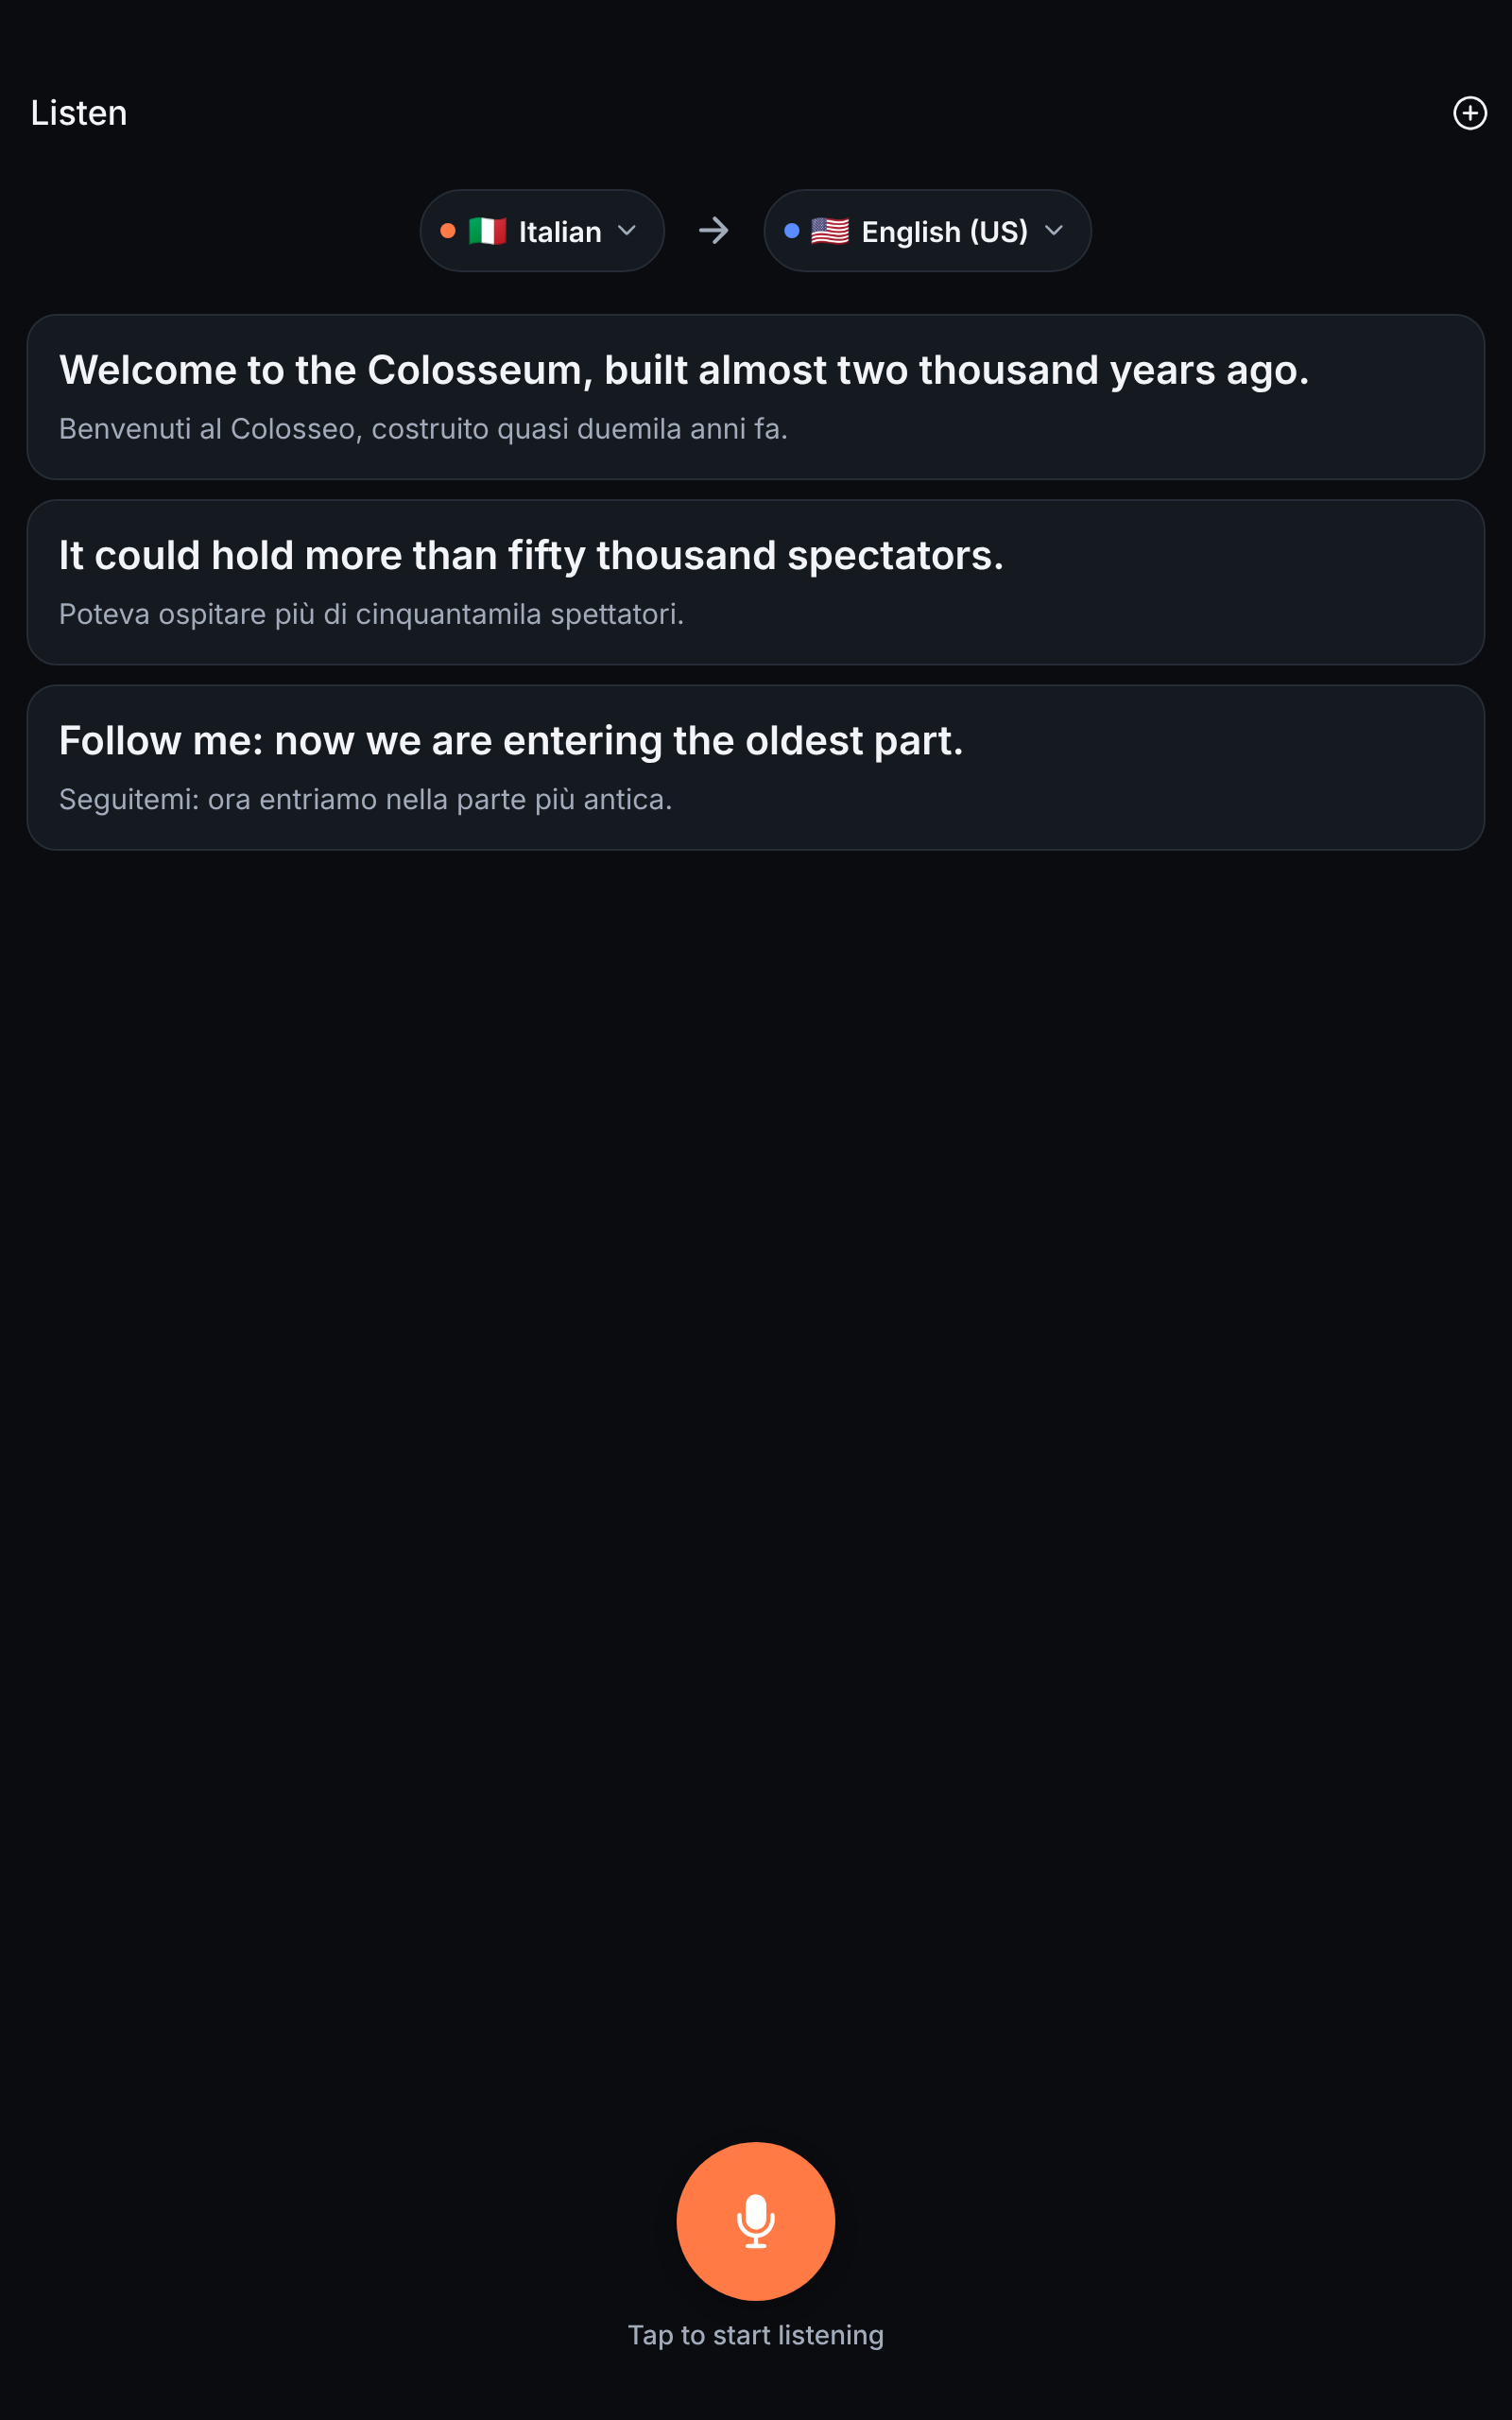 Listen
Italian → English (US)
Welcome to the Colosseum, built almost two thousand years ago.
Benvenuti al Colosseo, costruito quasi duemila anni fa.
It could hold more than fifty thousand spectators.
Poteva ospitare più di cinquantamila spettatori.
Follow me: now we are entering the oldest part.
Seguitemi: ora entriamo nella parte più antica.
Tap to start listening